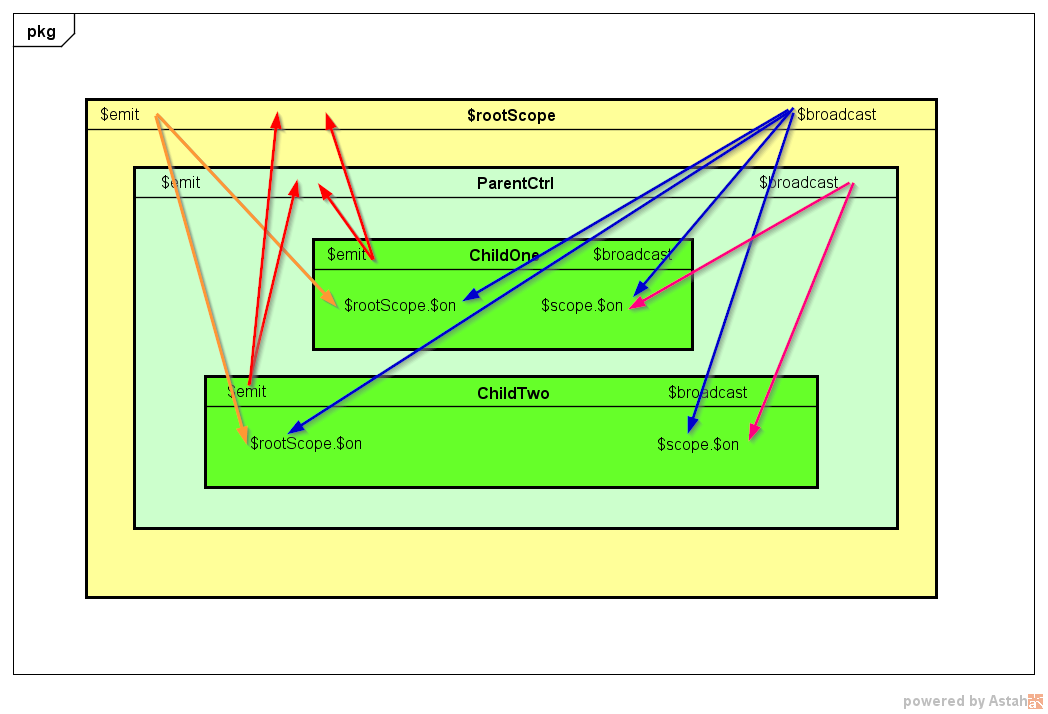 pkg
$emit $rootScope $broadcast
$emit ParentCtrl $broadcast
$emit ChildOne $broadcast
$rootScope.$on $scope.$on
$emit ChildTwo $broadcast
$rootScope.$on $scope.$on
powered by Astah